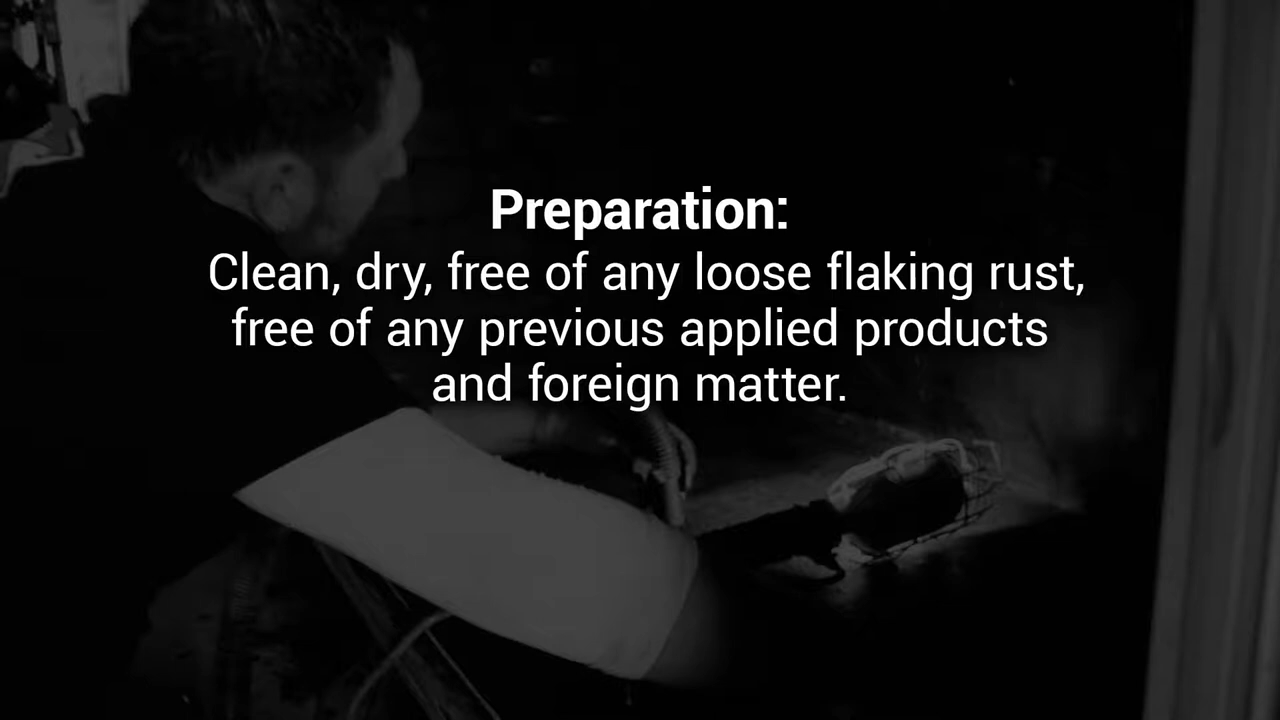 Preparation:
Clean, dry, free of any loose flaking rust,
free of any previous applied products
and foreign matter.